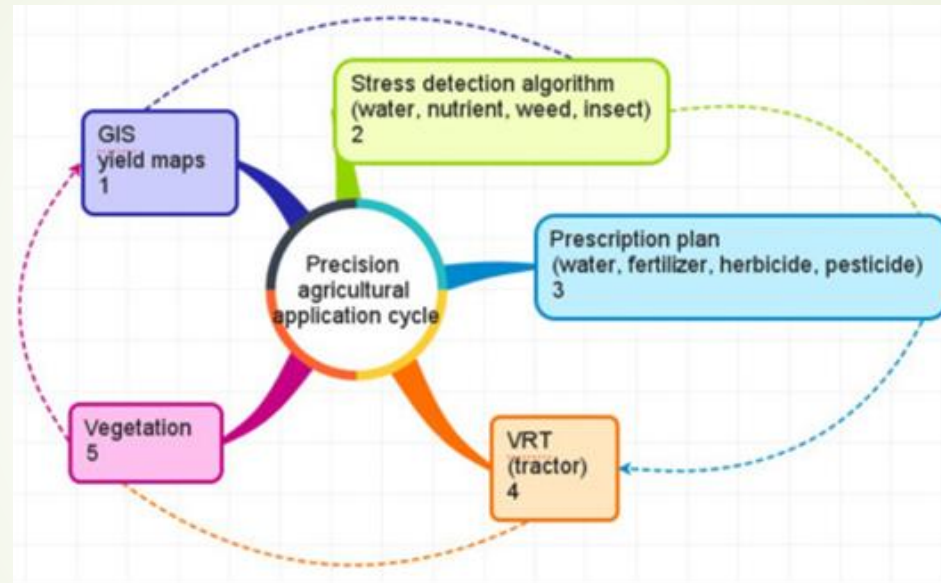 GIS
yield maps
1
Stress detection algorithm
(water, nutrient, weed, insect)
2
Prescription plan
(water, fertilizer, herbicide, pesticide)
3
VRT
(tractor)
4
Vegetation
5
Precision
agricultural
application cycle